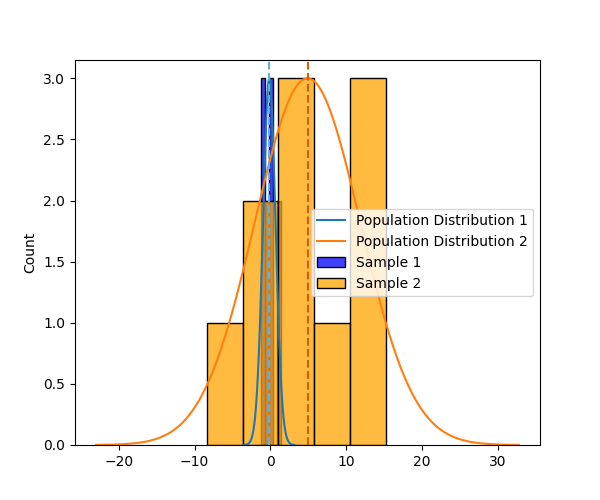 3.0
2.5
2.0
1.5
1.0
0.5
0.0
Count
Population Distribution 1
Population Distribution 2
Sample 1
Sample 2
−20
−10
0
10
20
30